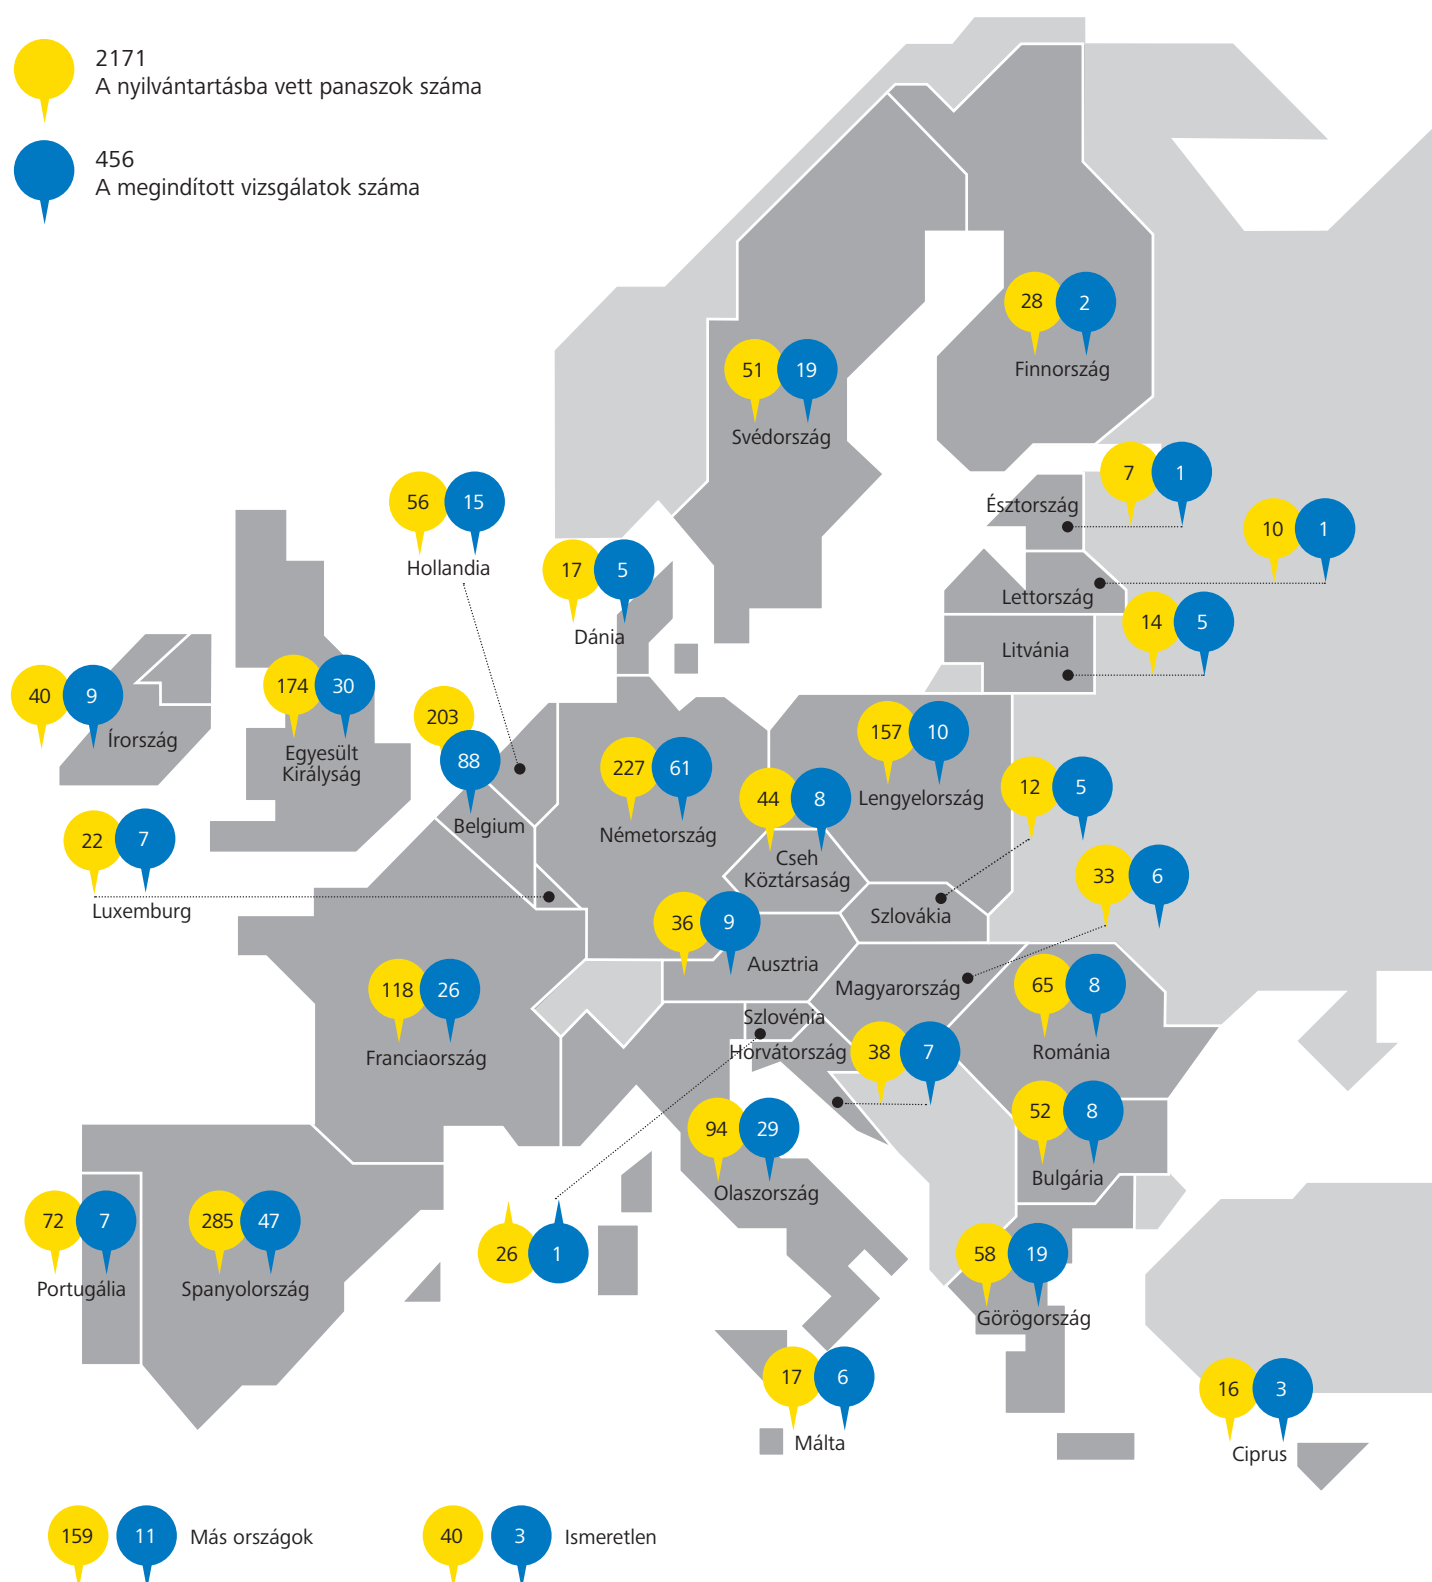 2171
A nyilvántartásba vett panaszok száma
456
A megindított vizsgálatok száma
28
2
Finnország
51
19
Svédország
7
1
Észtország
56
15
Hollandia
10
1
Lettország
17
5
Dánia
14
5
Litvánia
40
9
Írország
174
30
Egyesült
Királyság
203
88
Belgium
227
61
Németország
157
10
Lengyelország
44
8
Cseh
Köztársaság
12
5
Szlovákia
22
7
Luxemburg
33
6
Magyarország
36
9
Ausztria
118
26
Franciaország
65
8
Románia
Szlovénia
Horvátország
38
7
52
8
Bulgária
94
29
Olaszország
72
7
Portugália
285
47
Spanyolország
26
1
58
19
Görögország
17
6
Málta
16
3
Ciprus
159
11
Más országok
40
3
Ismeretlen